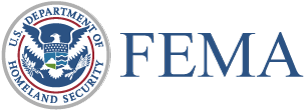 U.S. DEPARTMENT OF
HOMELAND SECURITY
FEMA